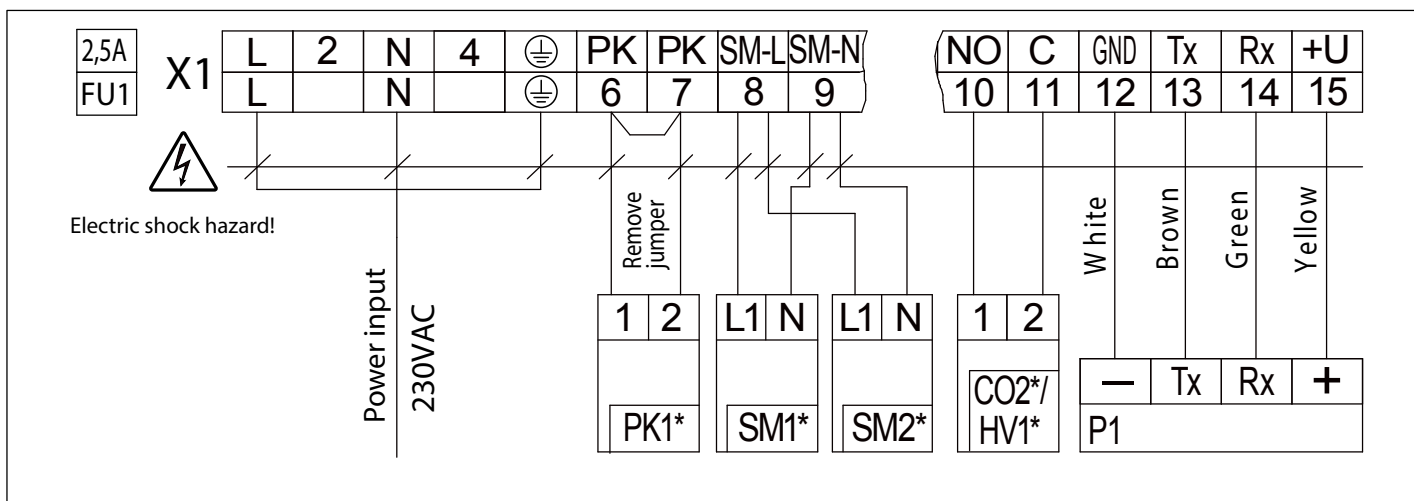 2,5A
FU1
X1
L 2 N 4 PK PK SM-L SM-N NO C GND Tx Rx +U
L N 6 7 8 9 10 11 12 13 14 15
Electric shock hazard!
Power input
230VAC
Remove
jumper
White
Brown
Green
Yellow
1 2 L1 N L1 N 1 2 — Tx Rx +
PK1* SM1* SM2* CO2*/
HV1* P1